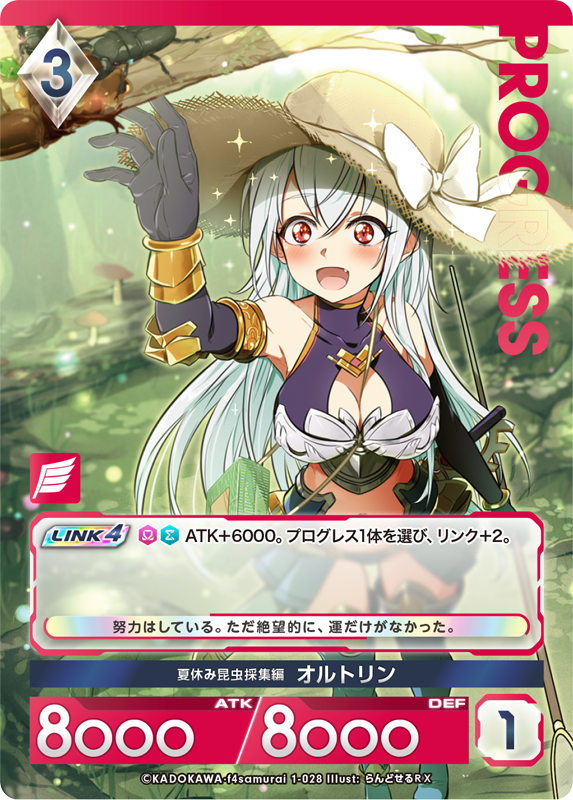 3
PROGRESS
LINK4 Ω Σ ATK+6000。プログレス1体を選び、リンク+2。
努力はしている。ただ絶望的に、運だけがなかった。
夏休み昆虫採集編 オルトリン
ATK DEF
8000 / 8000 1
©KADOKAWA-f4samurai 1-028 Illust: らんどせるRX